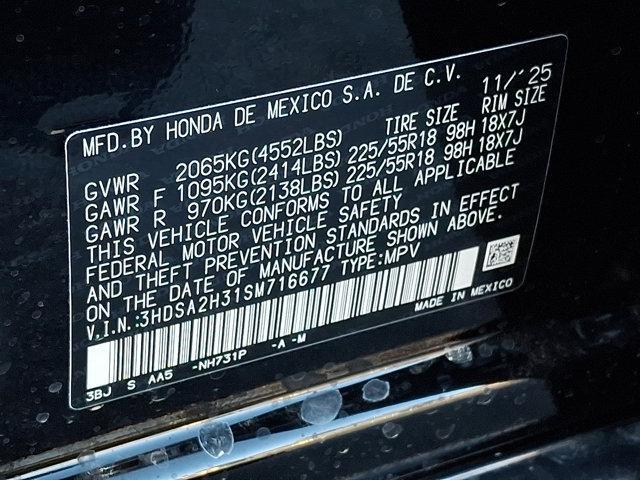 MFD.BY HONDA DE MEXICO S.A. DE C.V. 11/'25
TIRE SIZE RIM SIZE
GVWR 2065KG(4552LBS)
GAWR F 1095KG(2414LBS) 225/55R18 98H 18X7J
GAWR R 970KG(2138LBS) 225/55R18 98H 18X7J
THIS VEHICLE CONFORMS TO ALL APPLICABLE
FEDERAL MOTOR VEHICLE SAFETY
AND THEFT PREVENTION STANDARDS IN EFFECT
ON THE DATE OF MANUFACTURE SHOWN ABOVE.
V.I.N.:3HDSA2H31SM716677 TYPE:MPV
MADE IN MEXICO
3BJ S AA5 -NH731P -A -M